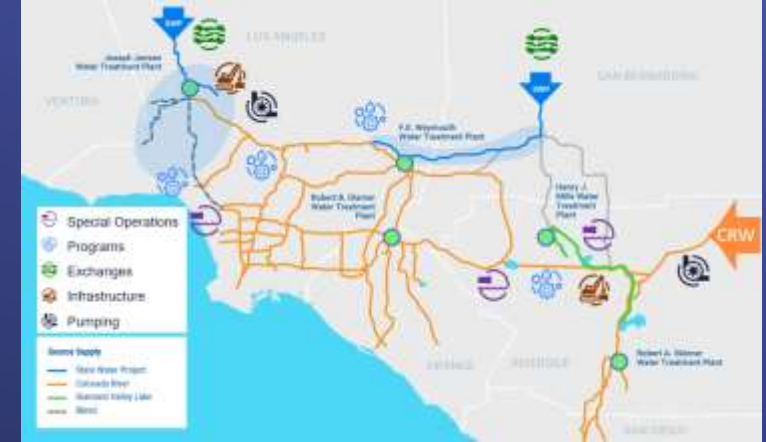 SWP
LOS ANGELES
Joseph Jensen
Water Treatment Plant
SWP
SAN BERNARDINO
VENTURA
F.E. Weymouth
Water Treatment Plant
Robert B. Diemer
Water Treatment
Plant
Henry J.
Mills Water
Treatment
Plant
CRW
Special Operations
Programs
Exchanges
Infrastructure
Pumping
Source Supply
State Water Project
Colorado River
Diamond Valley Lake
Blend
ORANGE
RIVERSIDE
Robert A. Skinner
Water Treatment Plant
SAN DIEGO